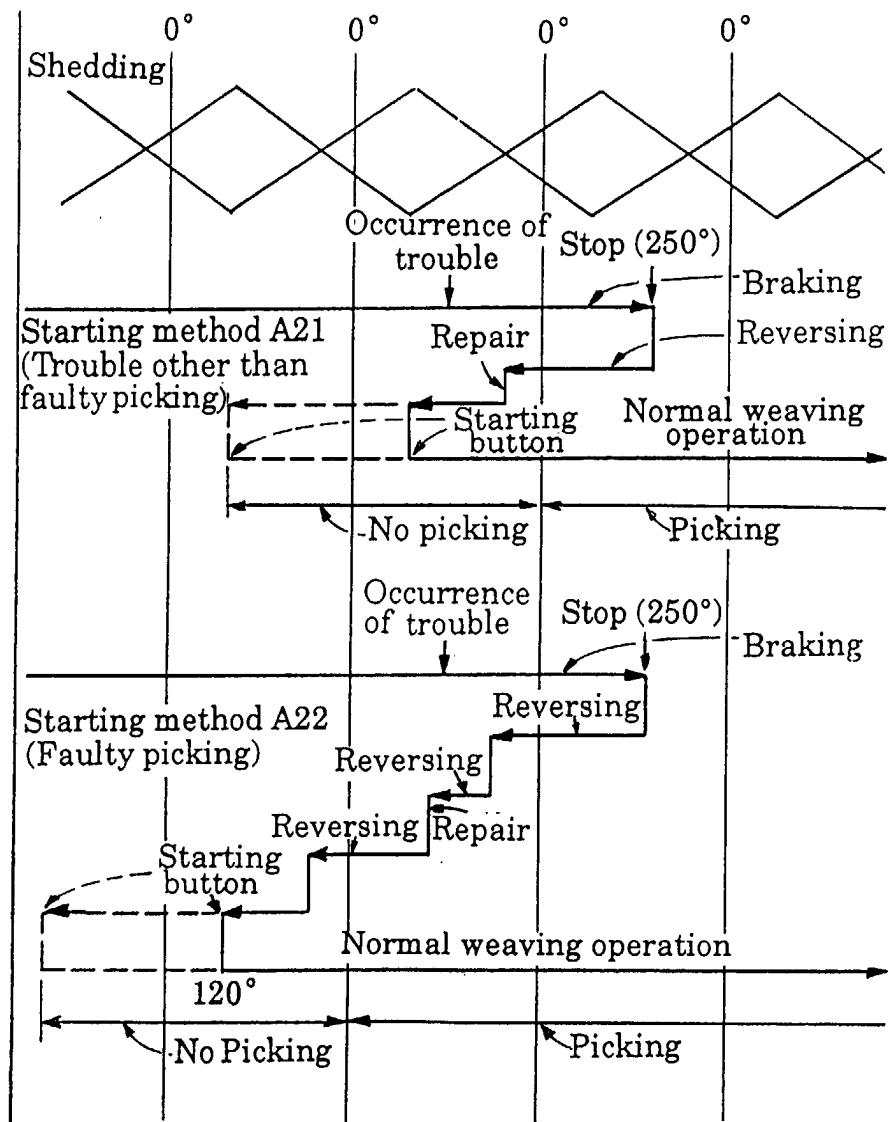 0° 0° 0° 0°
Shedding
Occurrence of
trouble
Stop (250°)
Braking
Starting method A21
(Trouble other than
faulty picking)
Repair
Reversing
Starting
button
Normal weaving
operation
No picking
Picking
Occurrence
of trouble
Stop (250°)
Braking
Starting method A22
(Faulty picking)
Reversing
Reversing
Reversing
Repair
Starting
button
Normal weaving operation
120°
No Picking
Picking